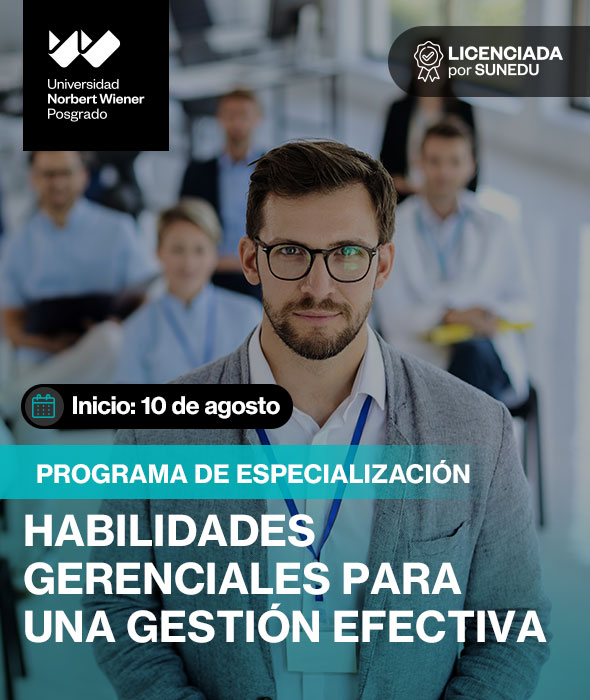 Universidad
Norbert Wiener
Posgrado
LICENCIADA
por SUNEDU
Inicio: 10 de agosto
PROGRAMA DE ESPECIALIZACIÓN
HABILIDADES
GERENCIALES PARA
UNA GESTIÓN EFECTIVA